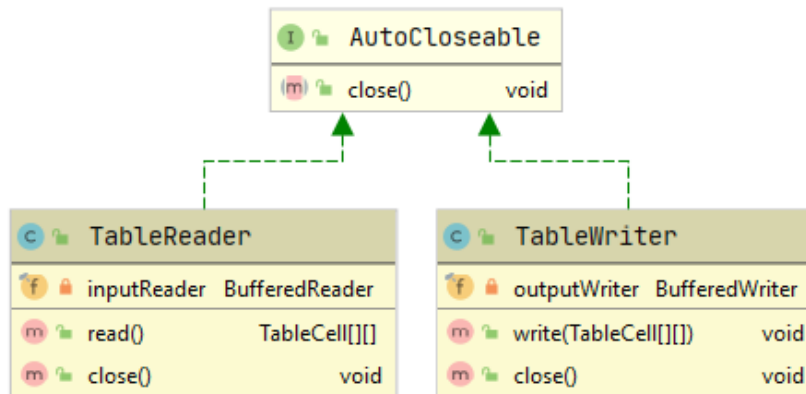 AutoCloseable
close() void
TableReader
inputReader BufferedReader
read() TableCell[][]
close() void
TableWriter
outputWriter BufferedWriter
write(TableCell[][]) void
close() void